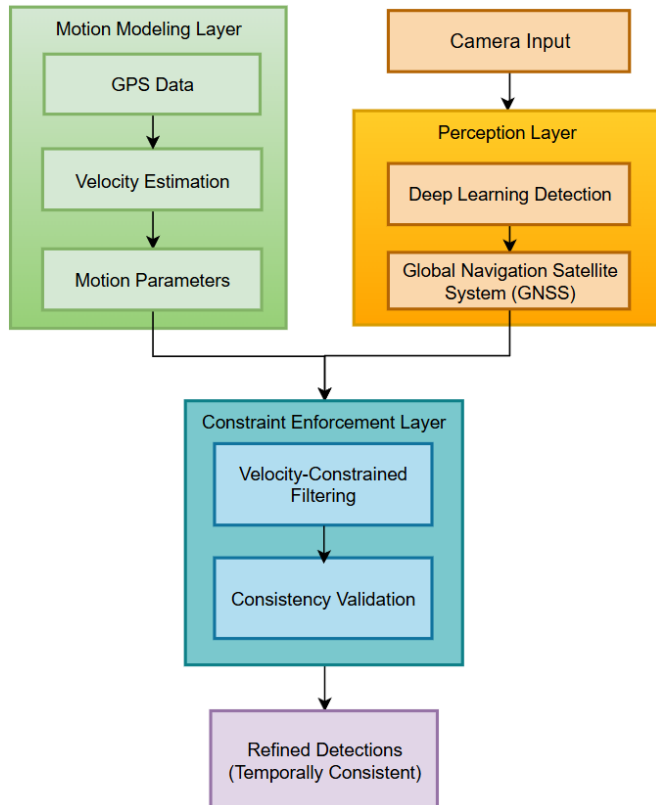 Motion Modeling Layer
GPS Data
Velocity Estimation
Motion Parameters
Camera Input
Perception Layer
Deep Learning Detection
Global Navigation Satellite
System (GNSS)
Constraint Enforcement Layer
Velocity-Constrained
Filtering
Consistency Validation
Refined Detections
(Temporally Consistent)